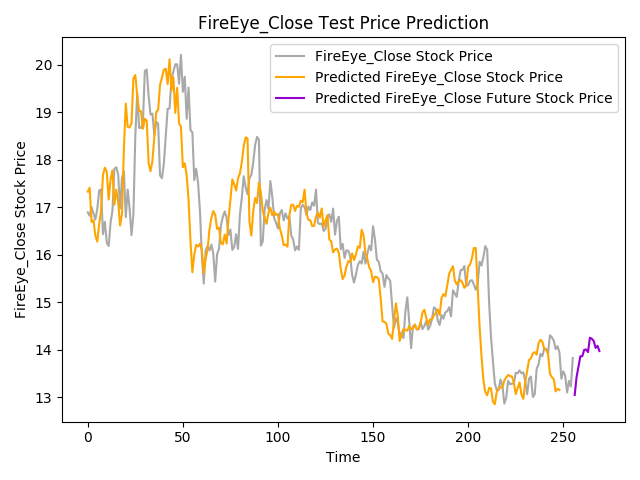 FireEye_Close Test Price Prediction
FireEye_Close Stock Price
Predicted FireEye_Close Stock Price
Predicted FireEye_Close Future Stock Price
FireEye_Close Stock Price
20
19
18
17
16
15
14
13
0 50 100 150 200 250
Time